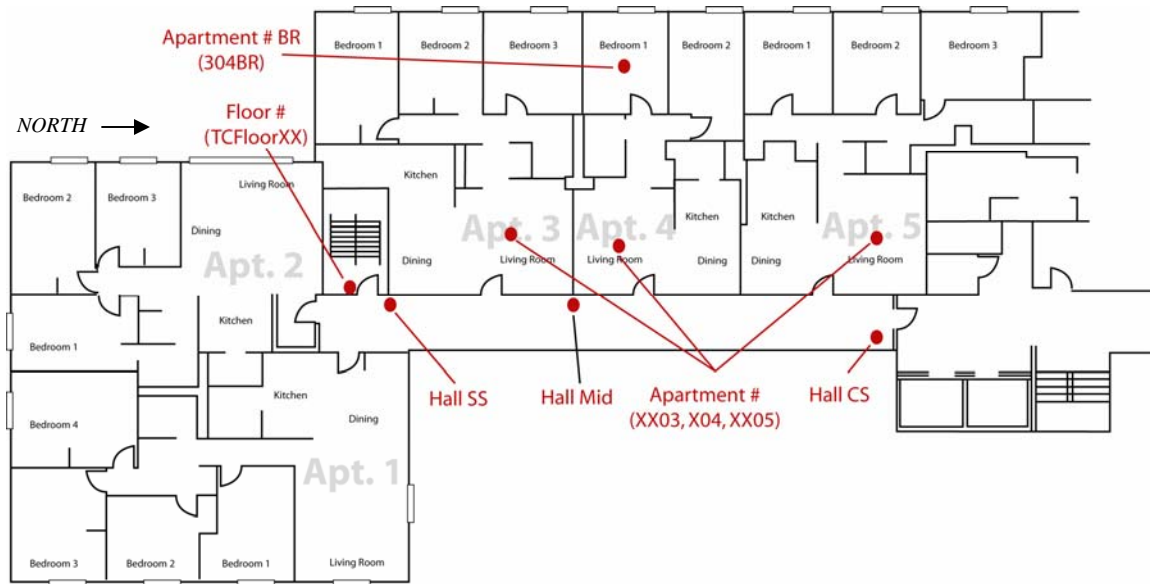 Apartment # BR
(304BR)
Bedroom 1
Bedroom 2
Bedroom 3
Bedroom 1
Bedroom 2
Bedroom 1
Bedroom 2
Bedroom 3
Floor #
(TCFloorXX)
NORTH
Bedroom 2
Bedroom 3
Living Room
Dining
Apt. 2
Kitchen
Bedroom 1
Kitchen
Dining
Apt. 3
Living Room
Apt. 4
Living Room
Kitchen
Dining
Kitchen
Dining
Apt. 5
Living Room
Hall SS
Hall Mid
Apartment #
(XX03, X04, XX05)
Hall CS
Bedroom 4
Kitchen
Dining
Apt. 1
Bedroom 3
Bedroom 2
Bedroom 1
Living Room